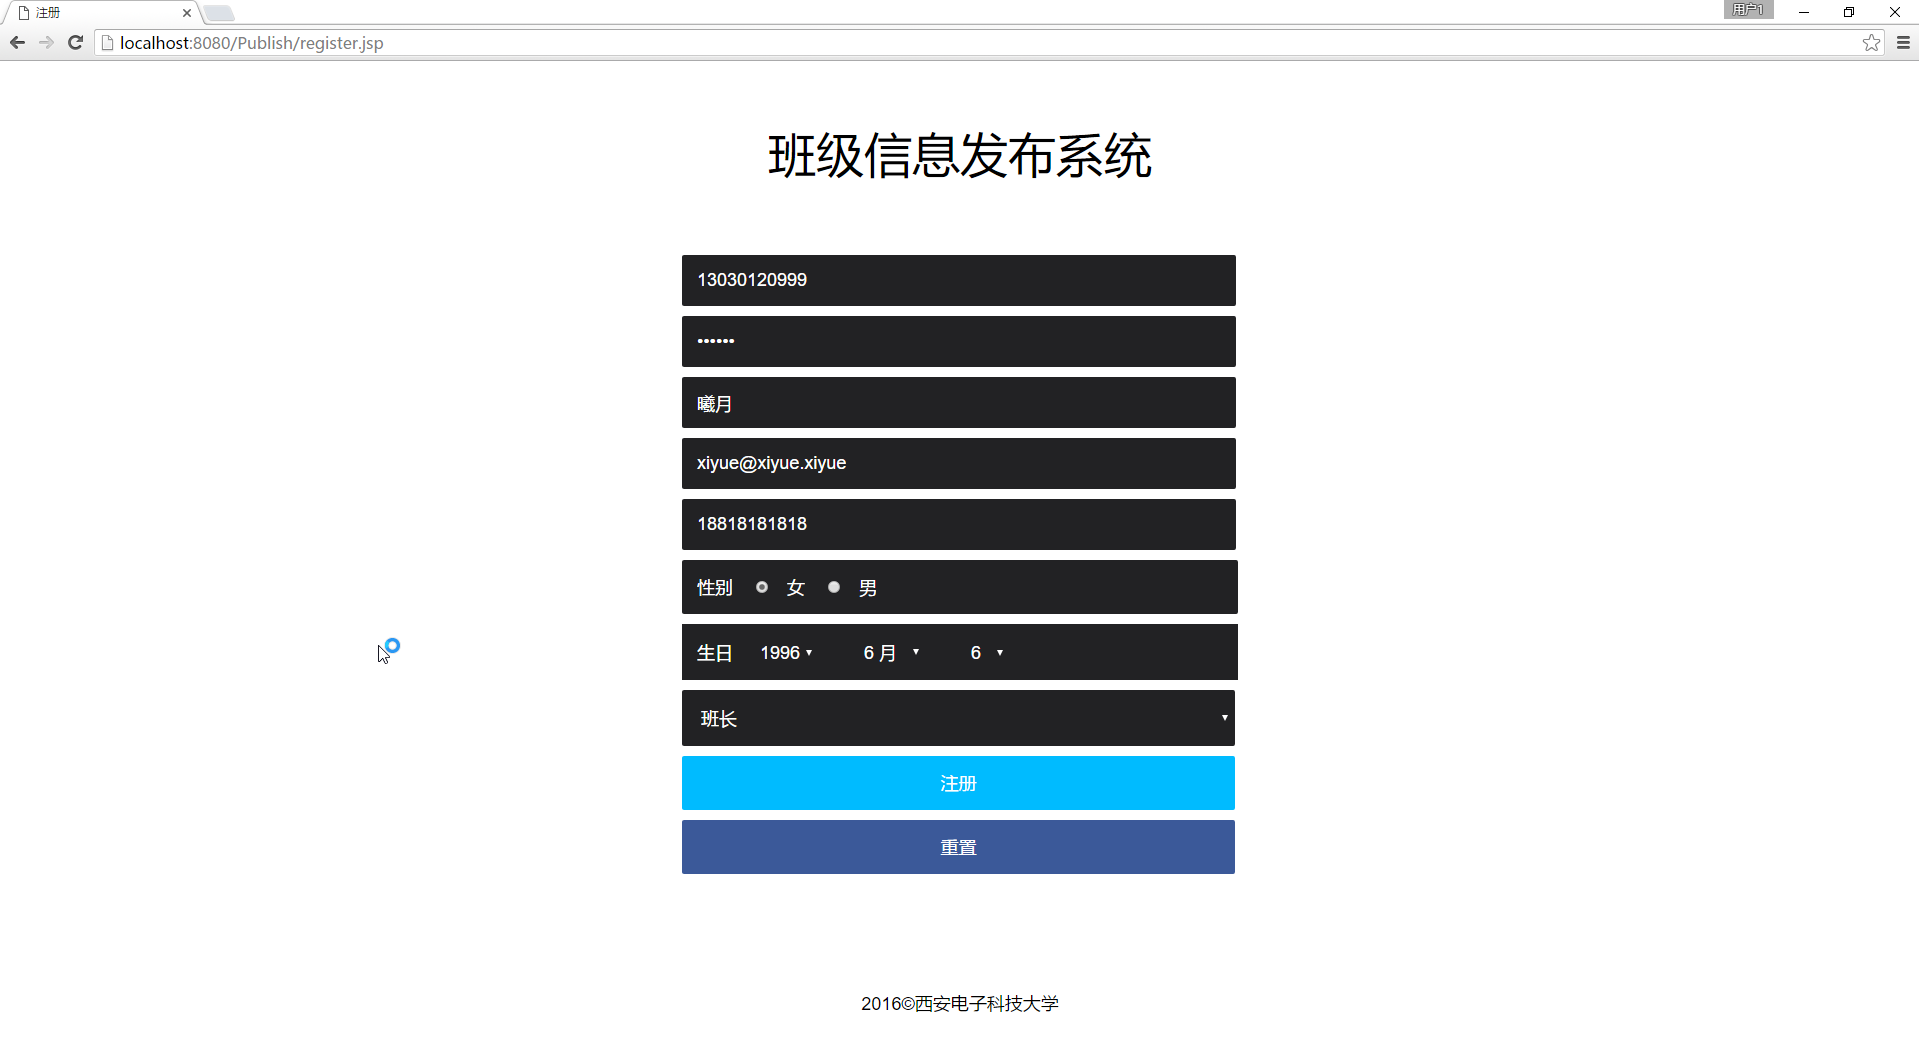 注册
用户1
localhost:8080/Publish/register.jsp
班级信息发布系统
13030120999
••••••
曦月
xiyue@xiyue.xiyue
18818181818
性别 女 男
生日 1996 6 月 6
班长
注册
重置
2016©西安电子科技大学